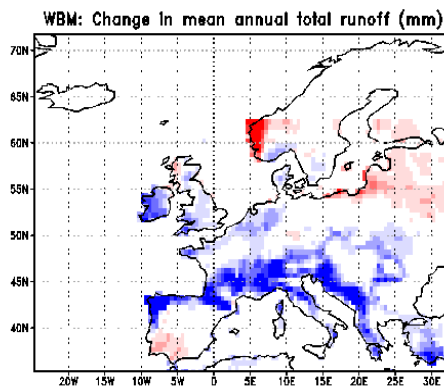 WBM: Change in mean annual total runoff (mm)
70N
65N
60N
55N
50N
45N
40N
20W
15W
10W
5W
0
5E
10E
15E
20E
25E
30E